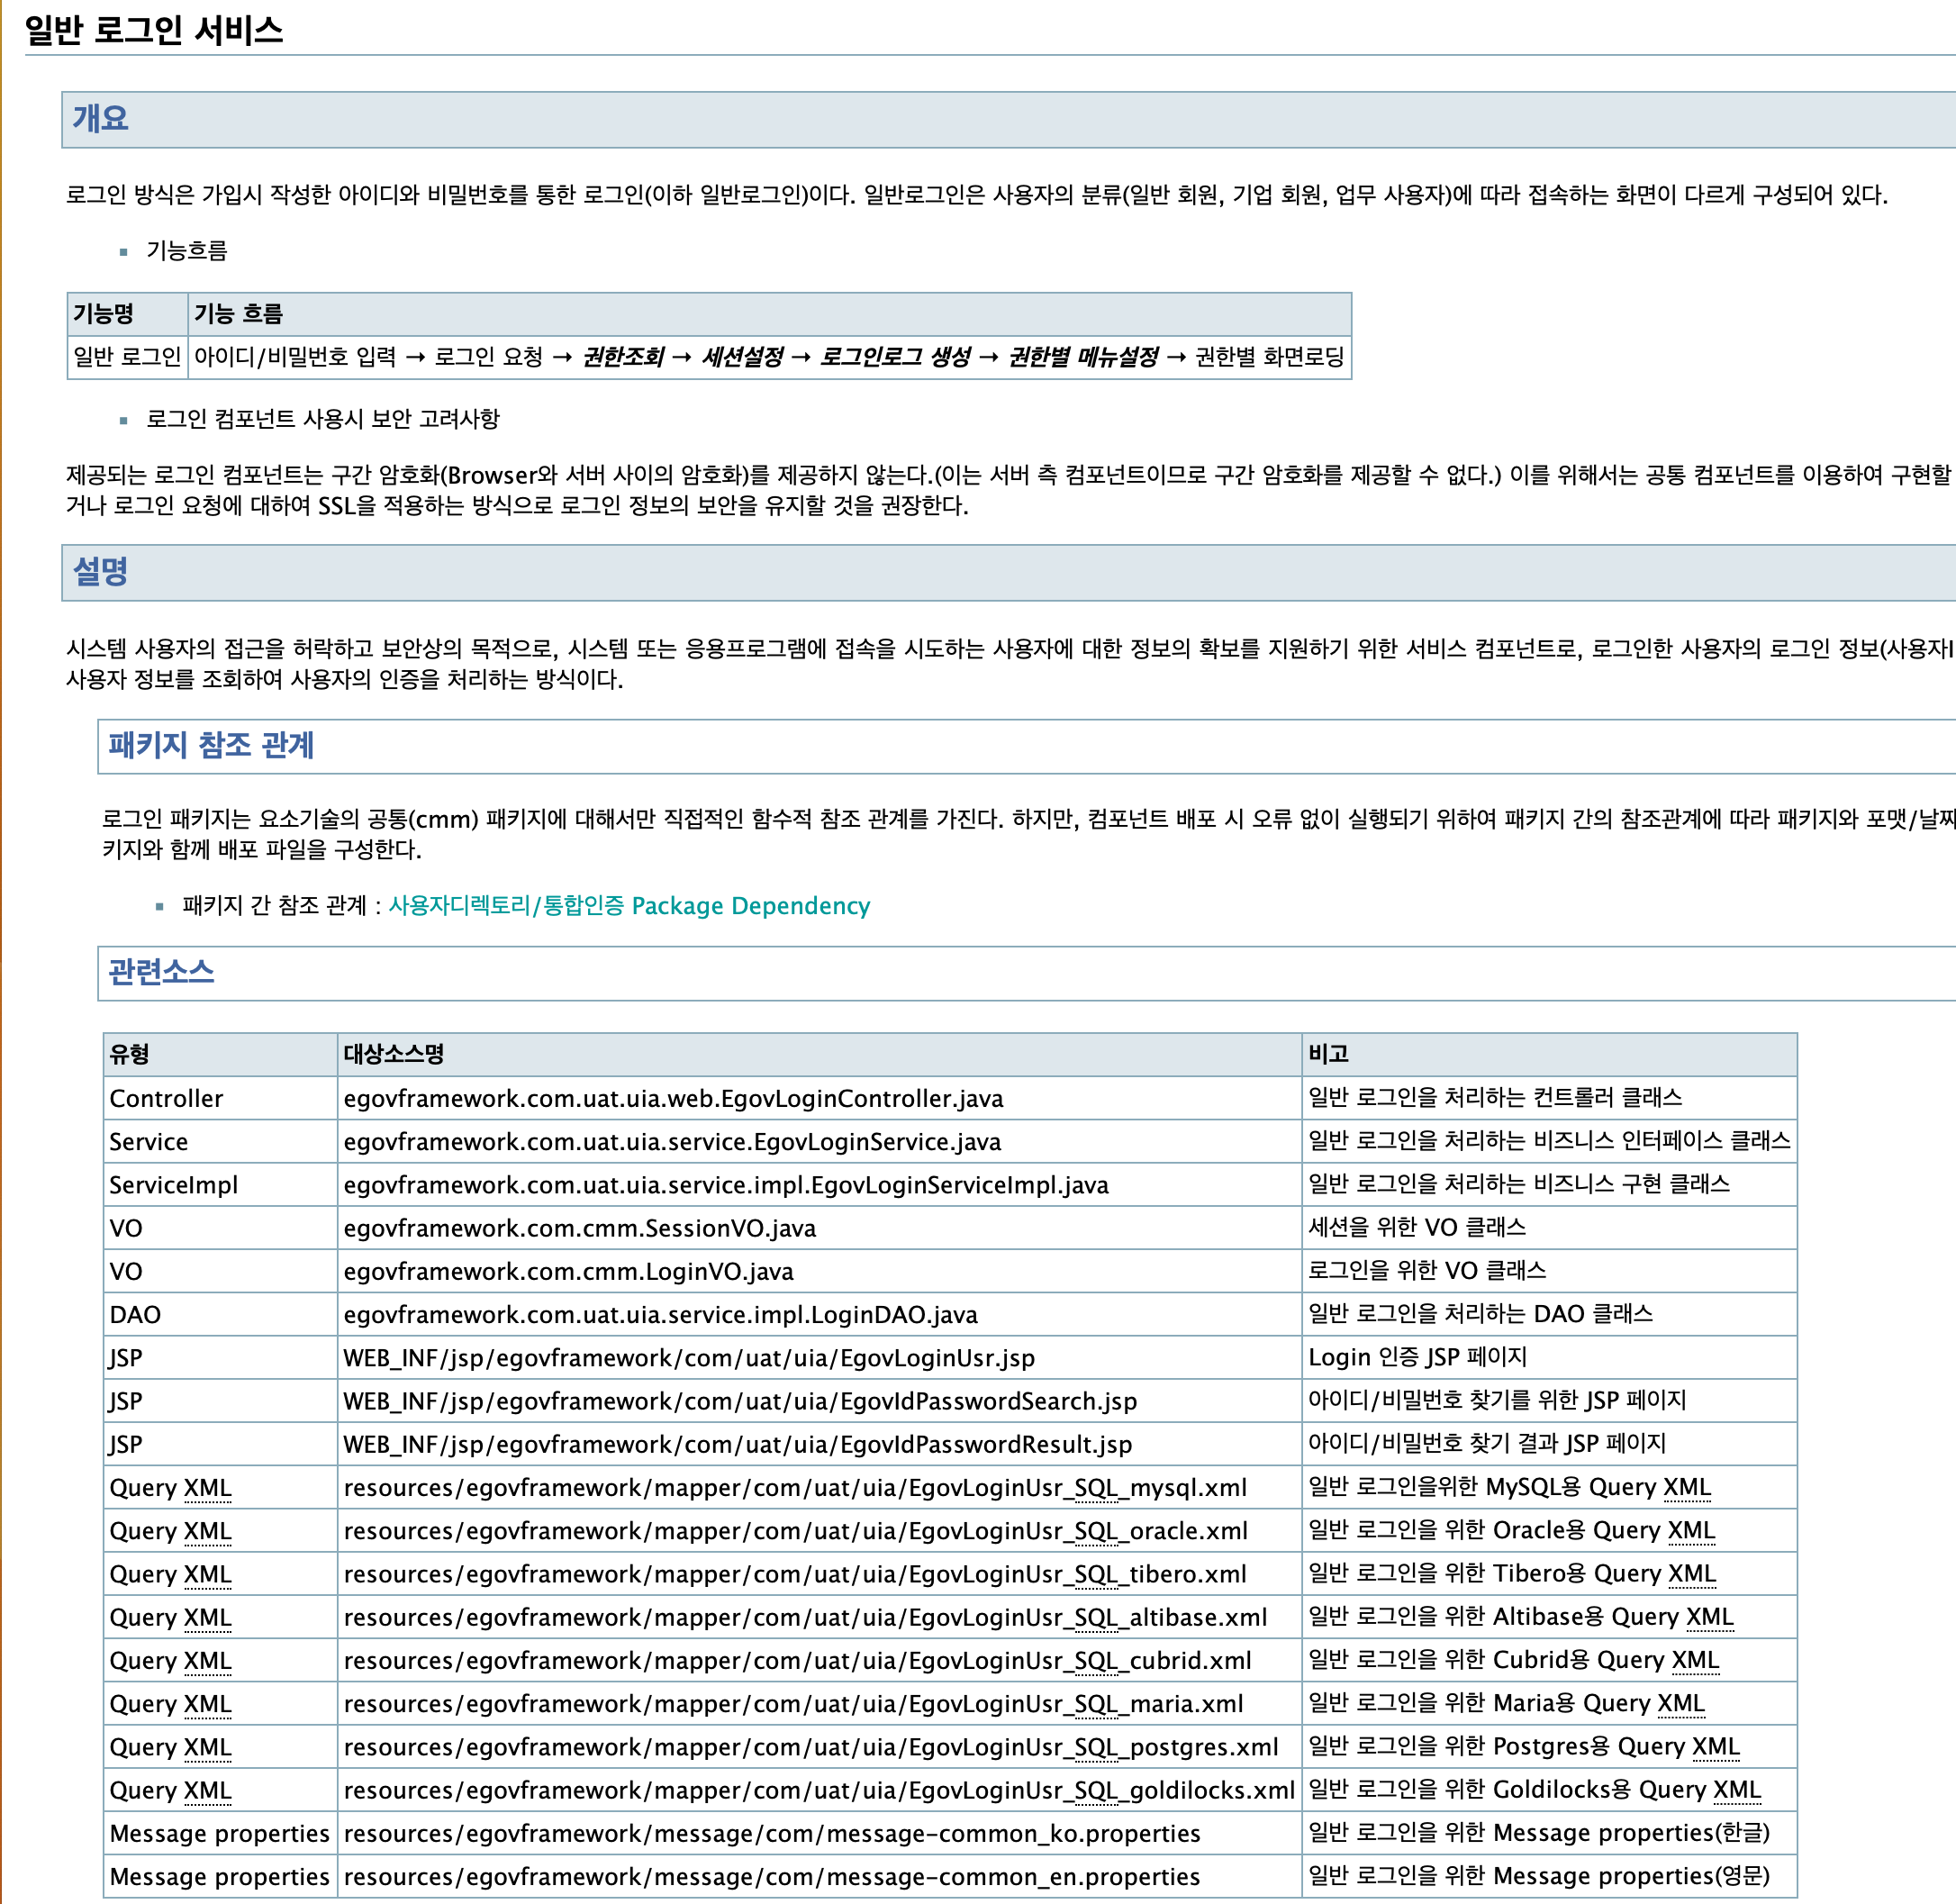 일반 로그인 서비스
개요
로그인 방식은 가입시 작성한 아이디와 비밀번호를 통한 로그인(이하 일반로그인)이다. 일반로그인은 사용자의 분류(일반 회원, 기업 회원, 업무 사용자)에 따라 접속하는 화면이 다르게 구성되어 있다.
기능흐름
기능명 기능 흐름
일반 로그인 아이디/비밀번호 입력 → 로그인 요청 → 권한조회 → 세션설정 → 로그인로그 생성 → 권한별 메뉴설정 → 권한별 화면로딩
로그인 컴포넌트 사용시 보안 고려사항
제공되는 로그인 컴포넌트는 구간 암호화(Browser와 서버 사이의 암호화)를 제공하지 않는다.(이는 서버 측 컴포넌트이므로 구간 암호화를 제공할 수 없다.) 이를 위해서는 공통 컴포넌트를 이용하여 구현할
거나 로그인 요청에 대하여 SSL을 적용하는 방식으로 로그인 정보의 보안을 유지할 것을 권장한다.
설명
시스템 사용자의 접근을 허락하고 보안상의 목적으로, 시스템 또는 응용프로그램에 접속을 시도하는 사용자에 대한 정보의 확보를 지원하기 위한 서비스 컴포넌트로, 로그인한 사용자의 로그인 정보(사용자I
사용자 정보를 조회하여 사용자의 인증을 처리하는 방식이다.
패키지 참조 관계
로그인 패키지는 요소기술의 공통(cmm) 패키지에 대해서만 직접적인 함수적 참조 관계를 가진다. 하지만, 컴포넌트 배포 시 오류 없이 실행되기 위하여 패키지 간의 참조관계에 따라 패키지와 포맷/날짜
키지와 함께 배포 파일을 구성한다.
패키지 간 참조 관계 : 사용자디렉토리/통합인증 Package Dependency
관련소스
유형 대상소스명 비고
Controller egovframework.com.uat.uia.web.EgovLoginController.java 일반 로그인을 처리하는 컨트롤러 클래스
Service egovframework.com.uat.uia.service.EgovLoginService.java 일반 로그인을 처리하는 비즈니스 인터페이스 클래스
ServiceImpl egovframework.com.uat.uia.service.impl.EgovLoginServiceImpl.java 일반 로그인을 처리하는 비즈니스 구현 클래스
VO egovframework.com.cmm.SessionVO.java 세션을 위한 VO 클래스
VO egovframework.com.cmm.LoginVO.java 로그인을 위한 VO 클래스
DAO egovframework.com.uat.uia.service.impl.LoginDAO.java 일반 로그인을 처리하는 DAO 클래스
JSP WEB_INF/jsp/egovframework/com/uat/uia/EgovLoginUsr.jsp Login 인증 JSP 페이지
JSP WEB_INF/jsp/egovframework/com/uat/uia/EgovIdPasswordSearch.jsp 아이디/비밀번호 찾기를 위한 JSP 페이지
JSP WEB_INF/jsp/egovframework/com/uat/uia/EgovIdPasswordResult.jsp 아이디/비밀번호 찾기 결과 JSP 페이지
Query XML resources/egovframework/mapper/com/uat/uia/EgovLoginUsr_SQL_mysql.xml 일반 로그인을위한 MySQL용 Query XML
Query XML resources/egovframework/mapper/com/uat/uia/EgovLoginUsr_SQL_oracle.xml 일반 로그인을 위한 Oracle용 Query XML
Query XML resources/egovframework/mapper/com/uat/uia/EgovLoginUsr_SQL_tibero.xml 일반 로그인을 위한 Tibero용 Query XML
Query XML resources/egovframework/mapper/com/uat/uia/EgovLoginUsr_SQL_altibase.xml 일반 로그인을 위한 Altibase용 Query XML
Query XML resources/egovframework/mapper/com/uat/uia/EgovLoginUsr_SQL_cubrid.xml 일반 로그인을 위한 Cubrid용 Query XML
Query XML resources/egovframework/mapper/com/uat/uia/EgovLoginUsr_SQL_maria.xml 일반 로그인을 위한 Maria용 Query XML
Query XML resources/egovframework/mapper/com/uat/uia/EgovLoginUsr_SQL_postgres.xml 일반 로그인을 위한 Postgres용 Query XML
Query XML resources/egovframework/mapper/com/uat/uia/EgovLoginUsr_SQL_goldilocks.xml 일반 로그인을 위한 Goldilocks용 Query XML
Message properties resources/egovframework/message/com/message-common_ko.properties 일반 로그인을 위한 Message properties(한글)
Message properties resources/egovframework/message/com/message-common_en.properties 일반 로그인을 위한 Message properties(영문)